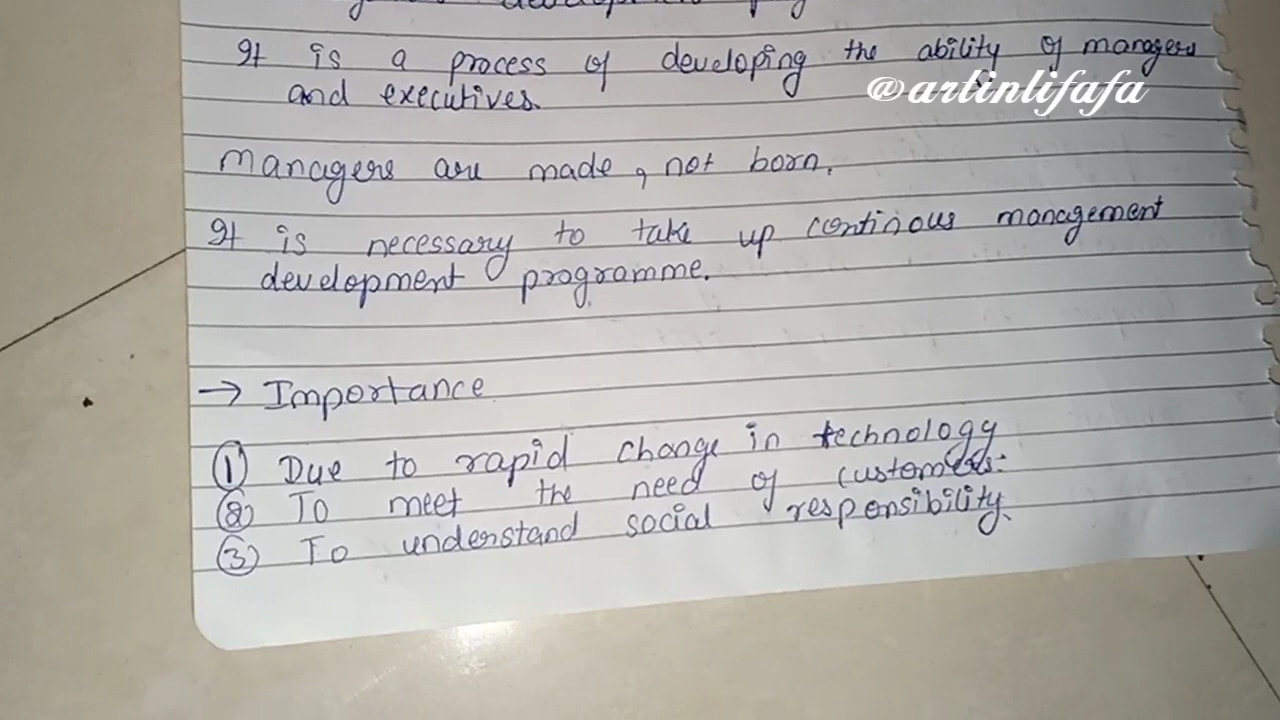 development
It is a process of developing the ability of managers
and executives.
@artinlifafa
Managers are made, not born.
It is necessary to take up continous management
development programme.
→ Importance
① Due to rapid change in technology
② To meet the need of customers.
③ To understand social responsibility.